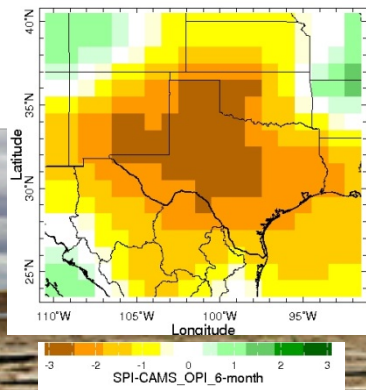 40°N
35°N
30°N
25°N
Latitude
110°W 105°W 100°W 95°W
Longitude
-3 -2 -1 0 1 2 3
SPI-CAMS_OPI_6-month